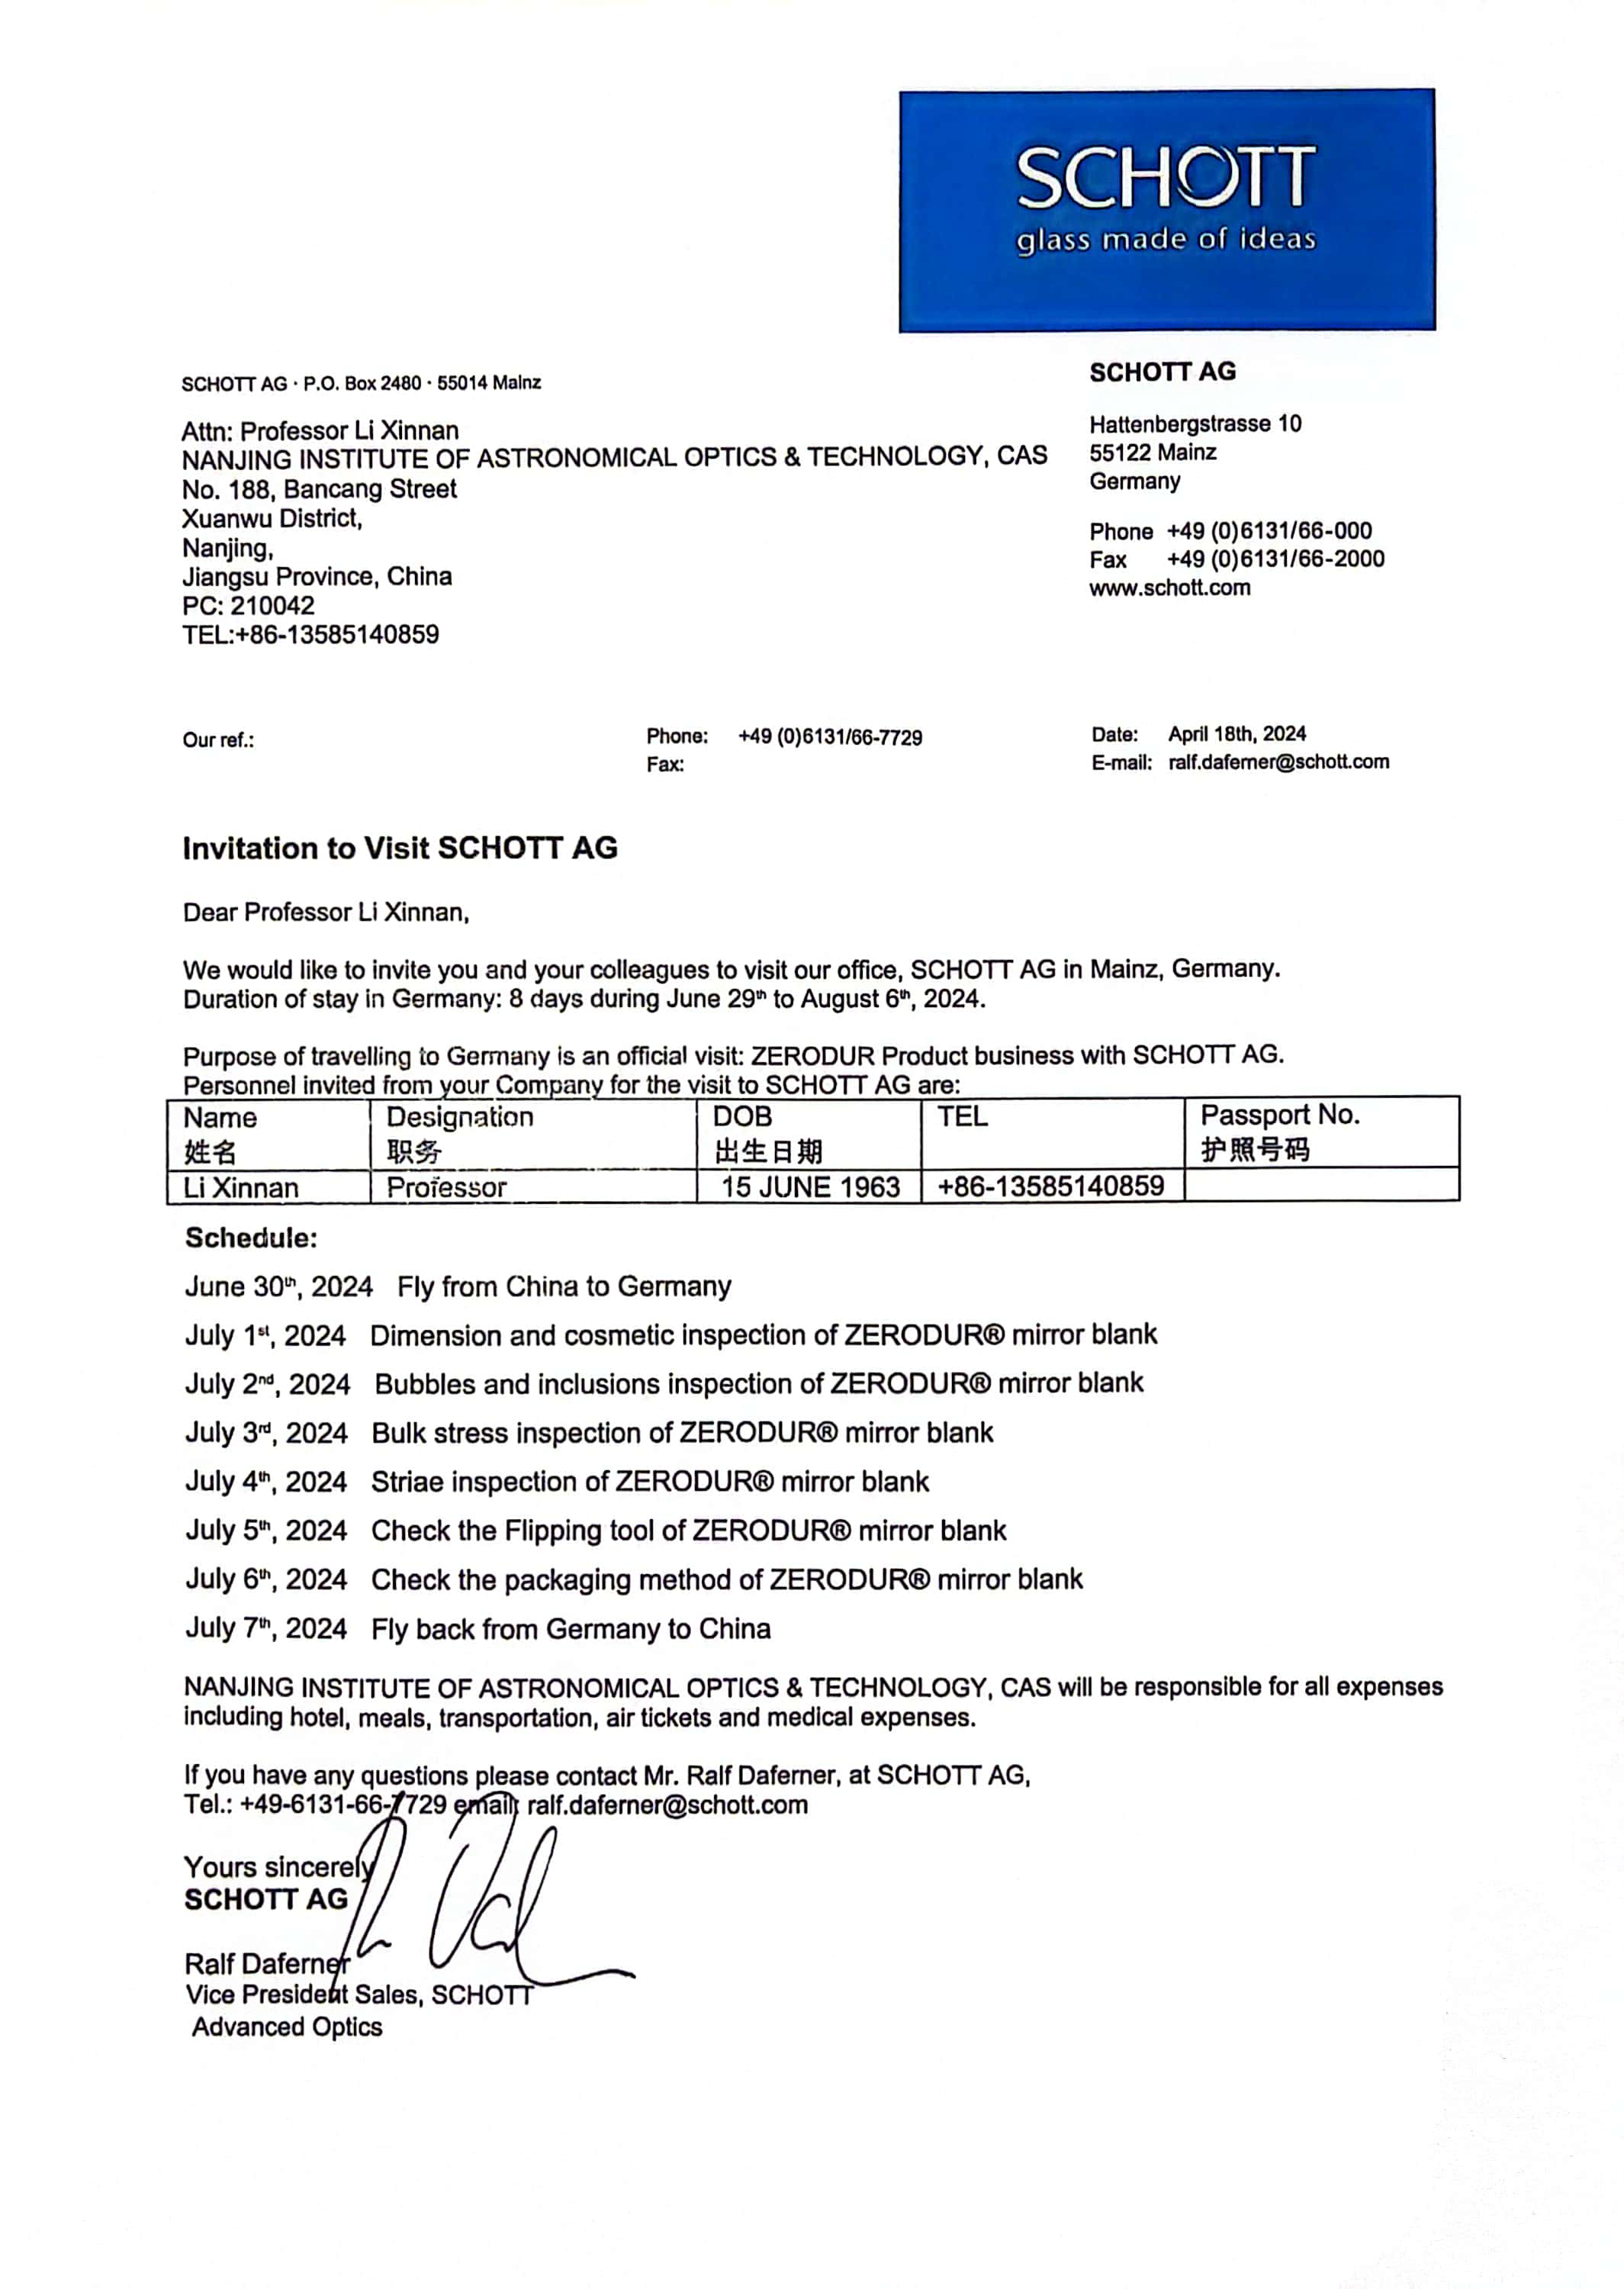 SCHOTT
glass made of ideas
SCHOTT AG · P.O. Box 2480 · 55014 Mainz
Attn: Professor Li Xinnan
NANJING INSTITUTE OF ASTRONOMICAL OPTICS & TECHNOLOGY, CAS
No. 188, Bancang Street
Xuanwu District,
Nanjing,
Jiangsu Province, China
PC: 210042
TEL:+86-13585140859
SCHOTT AG
Hattenbergstrasse 10
55122 Mainz
Germany
Phone +49 (0)6131/66-000
Fax +49 (0)6131/66-2000
www.schott.com
Our ref.:
Phone: +49 (0)6131/66-7729
Fax:
Date: April 18th, 2024
E-mail: ralf.daferner@schott.com
Invitation to Visit SCHOTT AG
Dear Professor Li Xinnan,
We would like to invite you and your colleagues to visit our office, SCHOTT AG in Mainz, Germany.
Duration of stay in Germany: 8 days during June 29th to August 6th, 2024.
Purpose of travelling to Germany is an official visit: ZERODUR Product business with SCHOTT AG.
Personnel invited from your Company for the visit to SCHOTT AG are:
Name Designation DOB TEL Passport No.
姓名 职务 出生日期 护照号码
Li Xinnan Professor 15 JUNE 1963 +86-13585140859
Schedule:
June 30th, 2024 Fly from China to Germany
July 1st, 2024 Dimension and cosmetic inspection of ZERODUR® mirror blank
July 2nd, 2024 Bubbles and inclusions inspection of ZERODUR® mirror blank
July 3rd, 2024 Bulk stress inspection of ZERODUR® mirror blank
July 4th, 2024 Striae inspection of ZERODUR® mirror blank
July 5th, 2024 Check the Flipping tool of ZERODUR® mirror blank
July 6th, 2024 Check the packaging method of ZERODUR® mirror blank
July 7th, 2024 Fly back from Germany to China
NANJING INSTITUTE OF ASTRONOMICAL OPTICS & TECHNOLOGY, CAS will be responsible for all expenses
including hotel, meals, transportation, air tickets and medical expenses.
If you have any questions please contact Mr. Ralf Daferner, at SCHOTT AG,
Tel.: +49-6131-66-7729 email: ralf.daferner@schott.com
Yours sincerely
SCHOTT AG
Ralf Daferner
Vice President Sales, SCHOTT
Advanced Optics